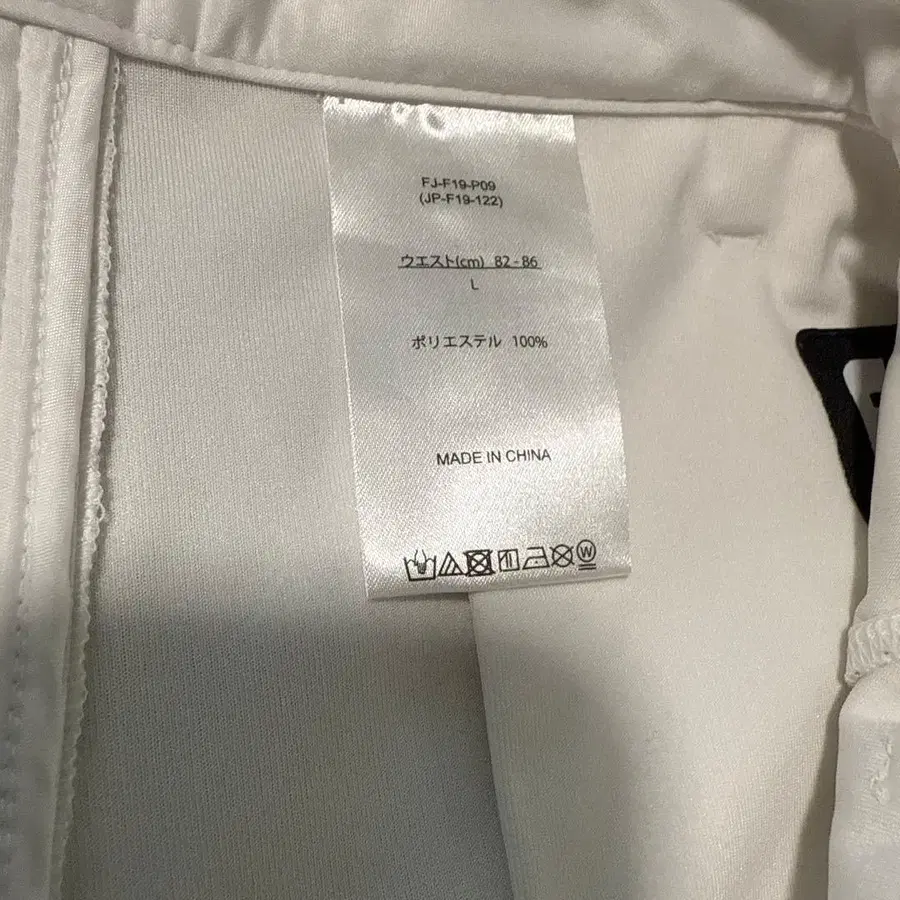 FJ-F19-P09
(JP-F19-122)
ウエスト(cm) 82-86
L
ポリエステル 100%
MADE IN CHINA
W